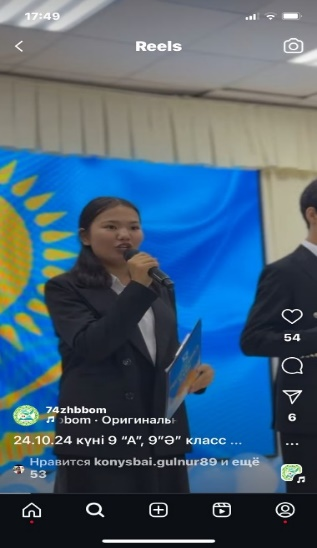 17:49
Reels
54
6
74zhbbom
bom · Оригиналь
24.10.24 күні 9 “А”, 9”Ә” класс ...
Нравится konysbai.gulnur89 и ещё
53